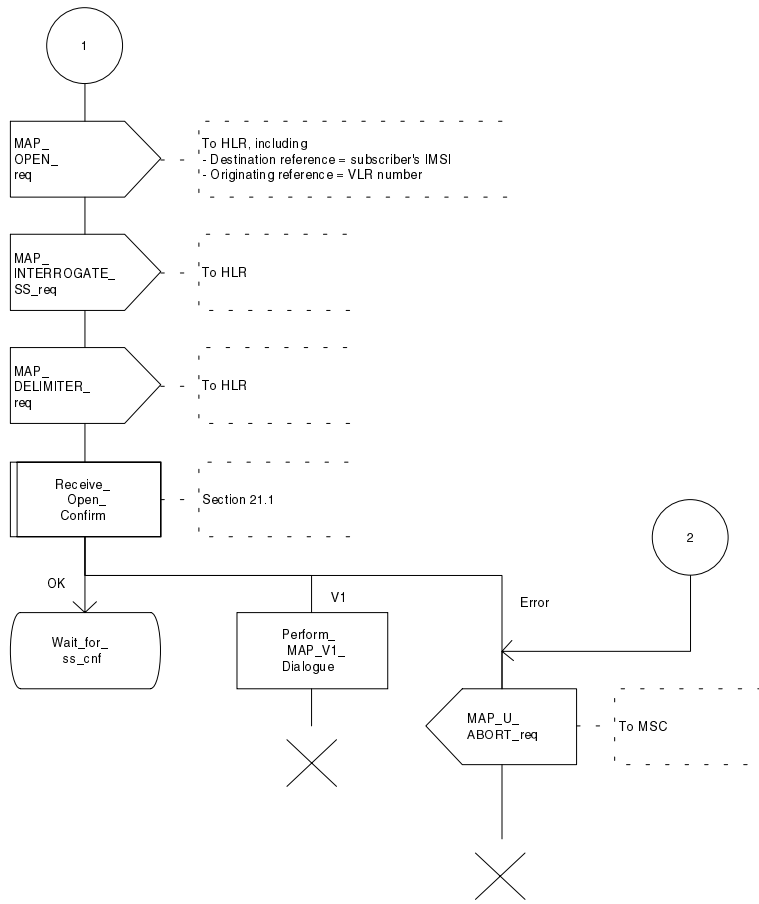 1
MAP_
OPEN_
req
To HLR, including
- Destination reference = subscriber's IMSI
- Originating reference = VLR number
MAP_
INTERROGATE_
SS_req
To HLR
MAP_
DELIMITER_
req
To HLR
Receive_
Open_
Confirm
Section 21.1
2
OK
V1
Error
Wait_for_
ss_cnf
Perform_
MAP_V1_
Dialogue
MAP_U_
ABORT_req
To MSC